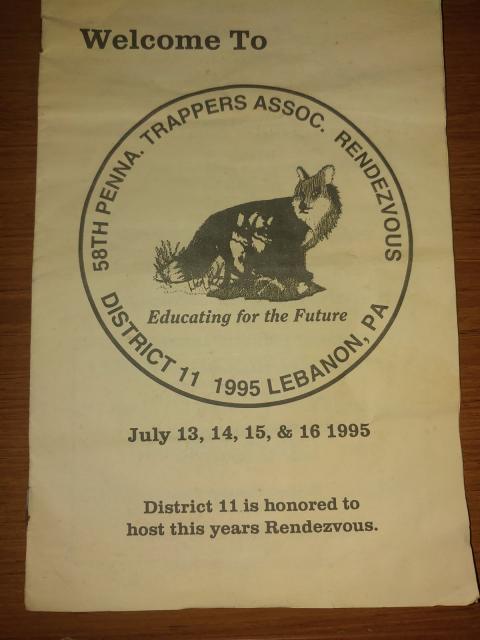 Welcome To
58TH PENNA. TRAPPERS ASSOC. RENDEZVOUS
Educating for the Future
DISTRICT 11 1995 LEBANON, PA
July 13, 14, 15, & 16 1995
District 11 is honored to
host this years Rendezvous.